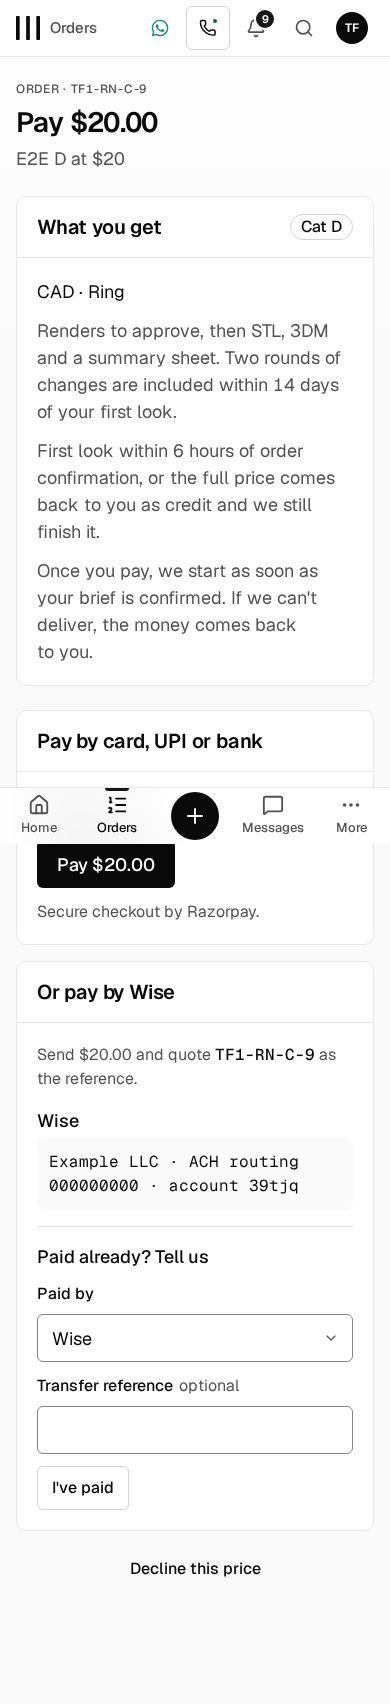 Orders
9
TF
ORDER · TF1-RN-C-9
Pay $20.00
E2E D at $20
What you get
Cat D
CAD · Ring
Renders to approve, then STL, 3DM
and a summary sheet. Two rounds of
changes are included within 14 days
of your first look.
First look within 6 hours of order
confirmation, or the full price comes
back to you as credit and we still
finish it.
Once you pay, we start as soon as
your brief is confirmed. If we can't
deliver, the money comes back
to you.
Pay by card, UPI or bank
Home
Orders
Messages
More
Pay $20.00
Secure checkout by Razorpay.
Or pay by Wise
Send $20.00 and quote TF1-RN-C-9 as
the reference.
Wise
Example LLC · ACH routing
000000000 · account 39tjq
Paid already? Tell us
Paid by
Wise
Transfer reference optional
I've paid
Decline this price